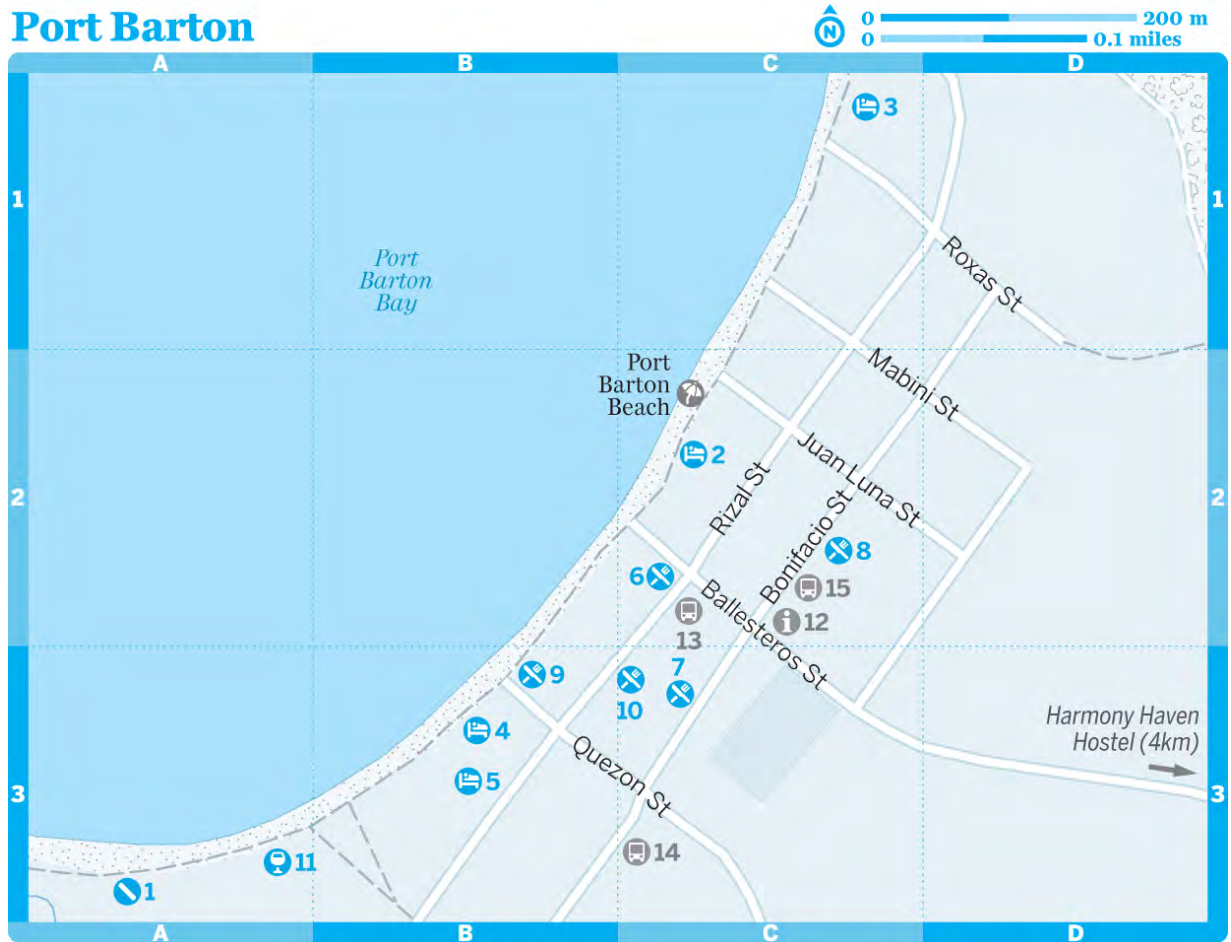 Port Barton
N
0 200 m
0 0.1 miles
A
B
C
D
1
1
3
Roxas St
Port
Barton
Bay
Port
Barton
Beach
Mabini St
2
Juan Luna St
Rizal St
2
2
Bonifacio St
8
6
15
Ballesteros St
12
13
9
7
10
4
Harmony Haven
Hostel (4km)
Quezon St
5
3
3
14
11
1
A
B
C
D